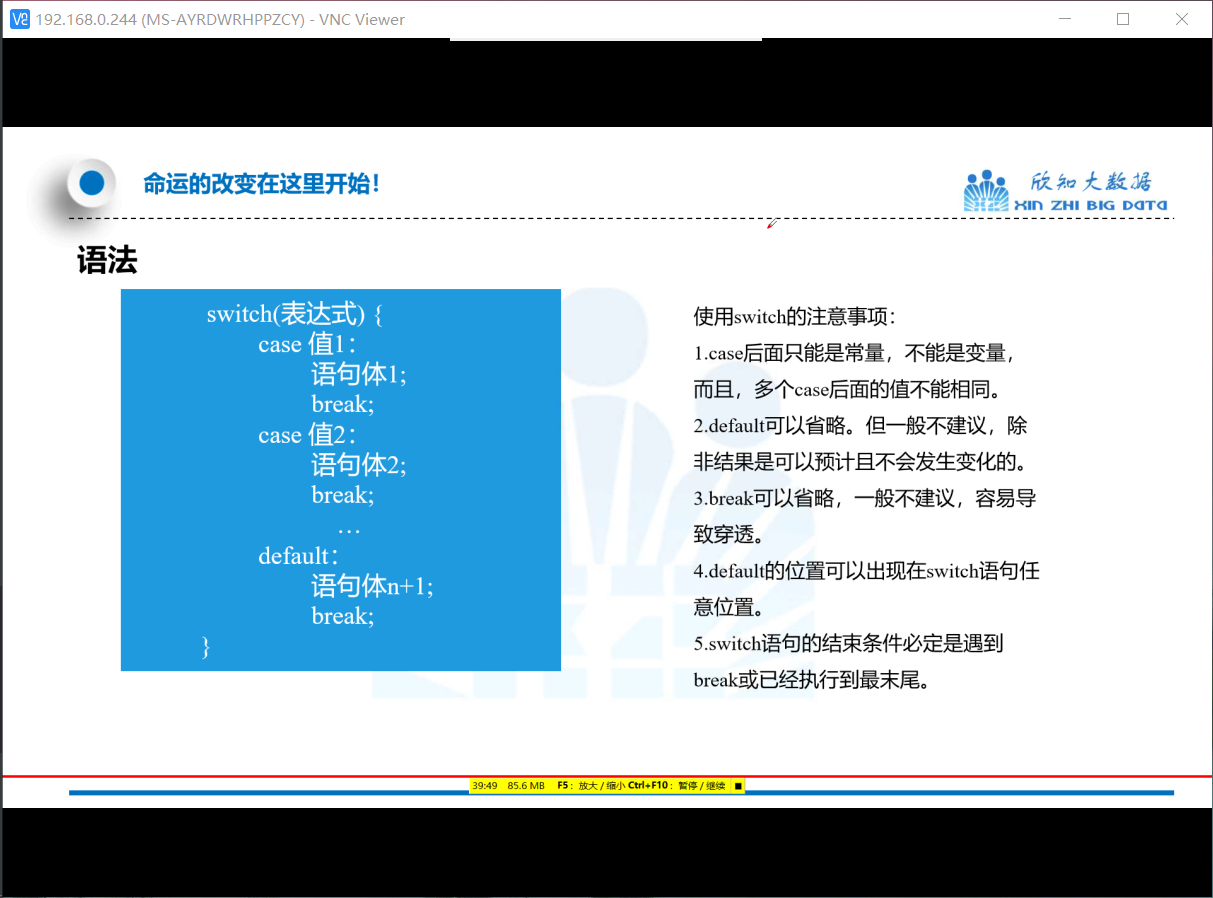 192.168.0.244 (MS-AYRDWRHPPZCY) - VNC Viewer
命运的改变在这里开始！
欣知大数据
XIN ZHI BIG DATA
语法
switch(表达式) {
case 值1：
语句体1;
break;
case 值2：
语句体2;
break;
…
default：
语句体n+1;
break;
}
使用switch的注意事项：
1.case后面只能是常量，不能是变量，
而且，多个case后面的值不能相同。
2.default可以省略。但一般不建议，除
非结果是可以预计且不会发生变化的。
3.break可以省略，一般不建议，容易导
致穿透。
4.default的位置可以出现在switch语句任
意位置。
5.switch语句的结束条件必定是遇到
break或已经执行到最末尾。
39:49 85.6 MB F5：放大 / 缩小 Ctrl+F10：暂停 / 继续